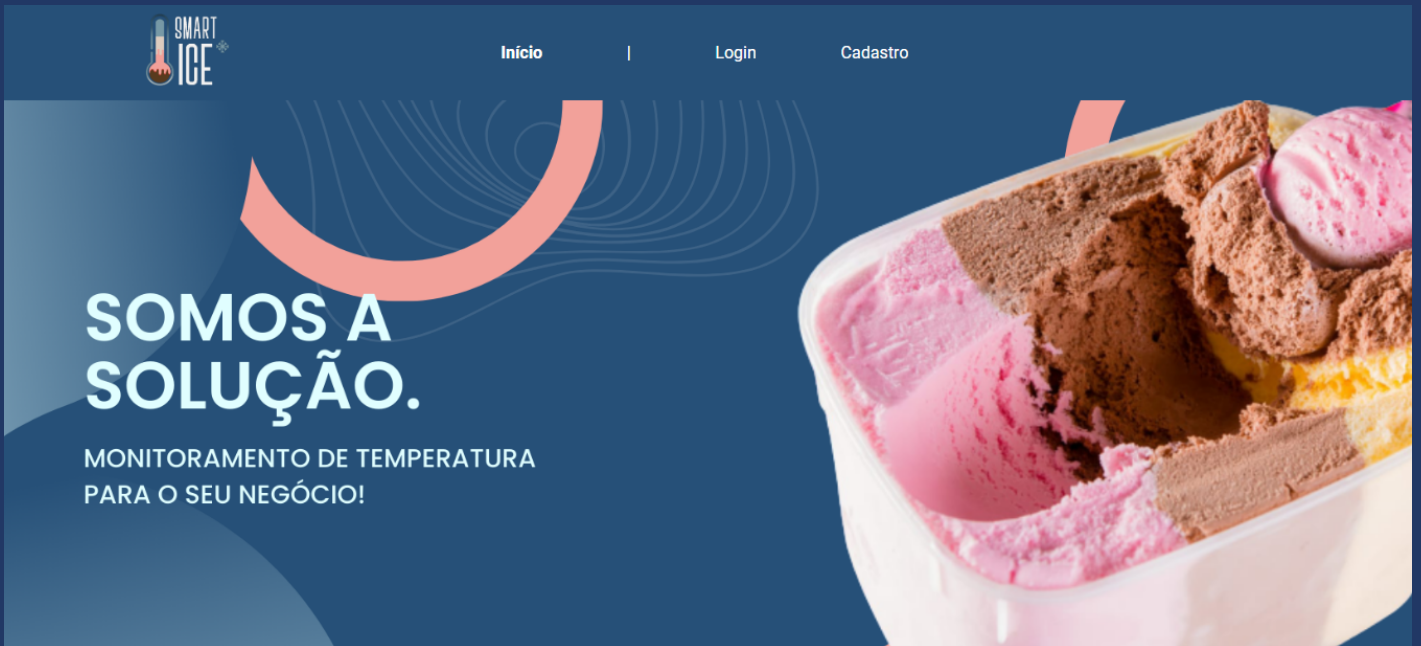 SMART
ICE
Início | Login Cadastro
SOMOS A
SOLUÇÃO.
MONITORAMENTO DE TEMPERATURA
PARA O SEU NEGÓCIO!